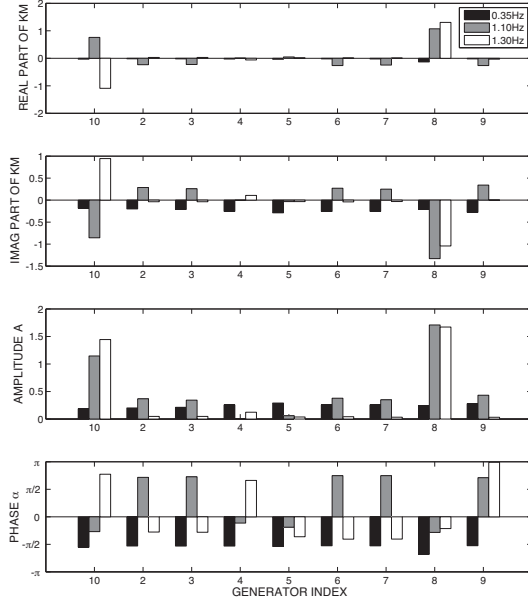 0.35Hz
1.10Hz
1.30Hz
REAL PART OF KM
2
1
0
-1
-2
10 2 3 4 5 6 7 8 9
IMAG PART OF KM
1
0.5
0
-0.5
-1
-1.5
10 2 3 4 5 6 7 8 9
AMPLITUDE A
2
1.5
1
0.5
0
10 2 3 4 5 6 7 8 9
PHASE α
π
π/2
0
-π/2
-π
10 2 3 4 5 6 7 8 9
GENERATOR INDEX